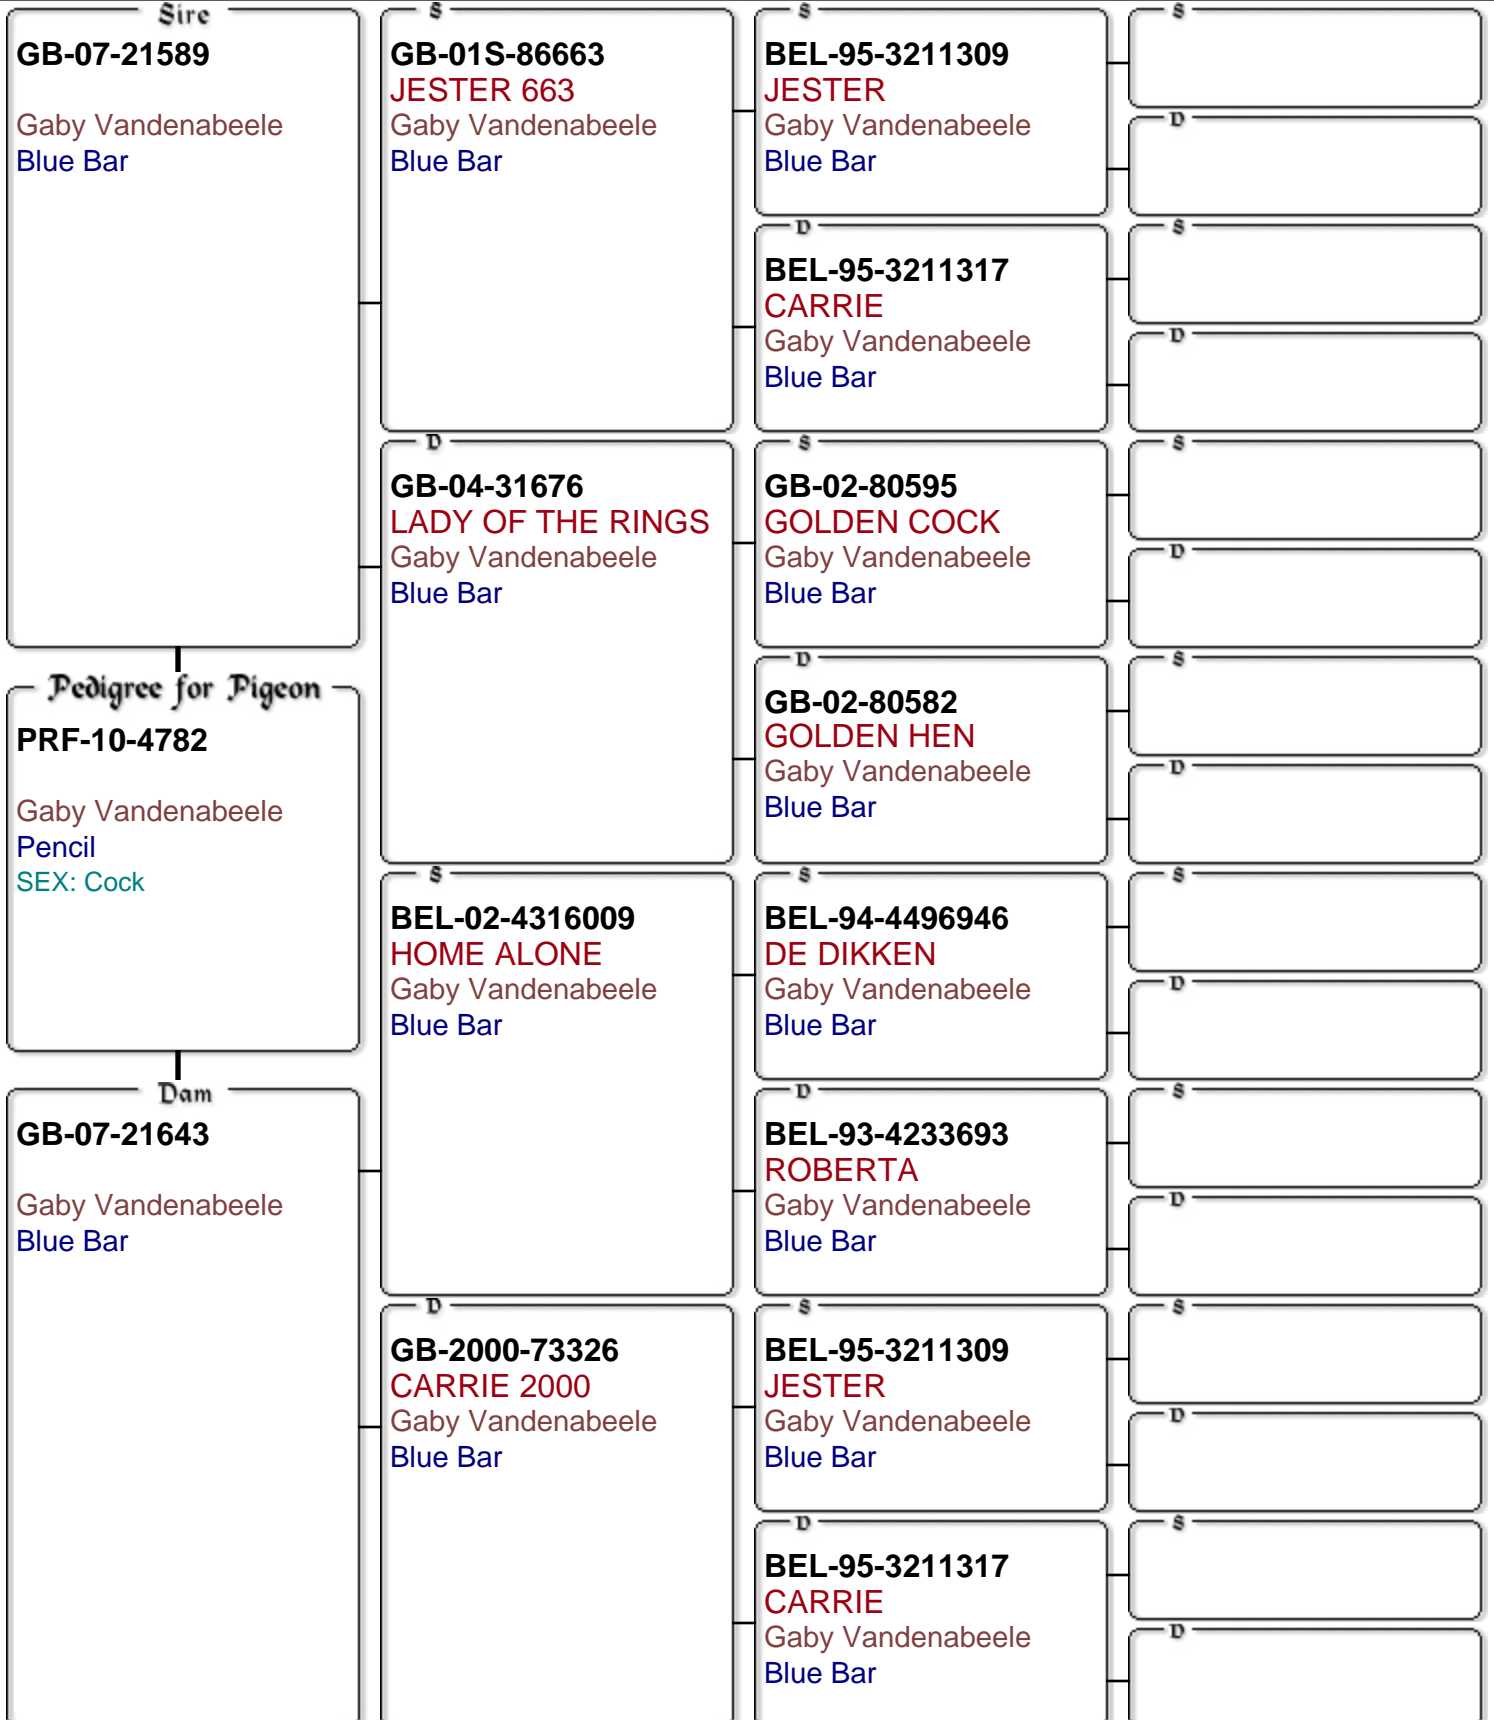 Sire
GB-07-21589
Gaby Vandenabeele
Blue Bar
Pedigree for Pigeon
PRF-10-4782
Gaby Vandenabeele
Pencil
SEX: Cock
Dam
GB-07-21643
Gaby Vandenabeele
Blue Bar
S
GB-01S-86663
JESTER 663
Gaby Vandenabeele
Blue Bar
D
GB-04-31676
LADY OF THE RINGS
Gaby Vandenabeele
Blue Bar
S
BEL-02-4316009
HOME ALONE
Gaby Vandenabeele
Blue Bar
D
GB-2000-73326
CARRIE 2000
Gaby Vandenabeele
Blue Bar
S
BEL-95-3211309
JESTER
Gaby Vandenabeele
Blue Bar
D
BEL-95-3211317
CARRIE
Gaby Vandenabeele
Blue Bar
S
GB-02-80595
GOLDEN COCK
Gaby Vandenabeele
Blue Bar
D
GB-02-80582
GOLDEN HEN
Gaby Vandenabeele
Blue Bar
S
BEL-94-4496946
DE DIKKEN
Gaby Vandenabeele
Blue Bar
D
BEL-93-4233693
ROBERTA
Gaby Vandenabeele
Blue Bar
S
BEL-95-3211309
JESTER
Gaby Vandenabeele
Blue Bar
D
BEL-95-3211317
CARRIE
Gaby Vandenabeele
Blue Bar
S
D
S
D
S
D
S
D
S
D
S
D
S
D
S
D